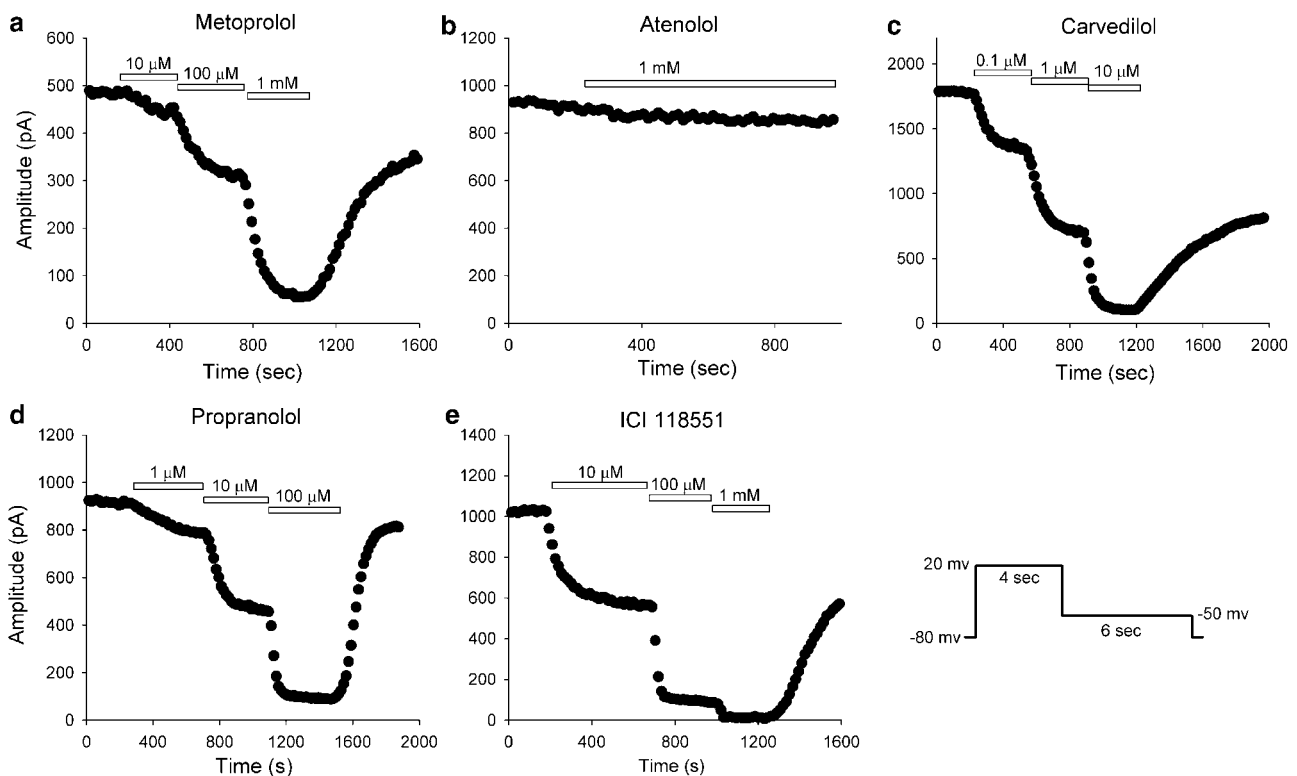 a
Metoprolol
600
500
400
300
200
100
0
0 400 800 1200 1600
10 μM
100 μM
1 mM
Amplitude (pA)
Time (sec)
b
Atenolol
1200
1000
800
600
400
200
0
0 400 800
1 mM
Time (sec)
c
Carvedilol
2000
1500
1000
500
0
0 400 800 1200 1600 2000
0.1 μM
1 μM
10 μM
Time (sec)
d
Propranolol
1200
1000
800
600
400
200
0
0 400 800 1200 1600 2000
1 μM
10 μM
100 μM
Amplitude (pA)
Time (s)
e
ICI 118551
1400
1200
1000
800
600
400
200
0
0 400 800 1200 1600
10 μM
100 μM
1 mM
Time (s)
20 mv
4 sec
-50 mv
6 sec
-80 mv